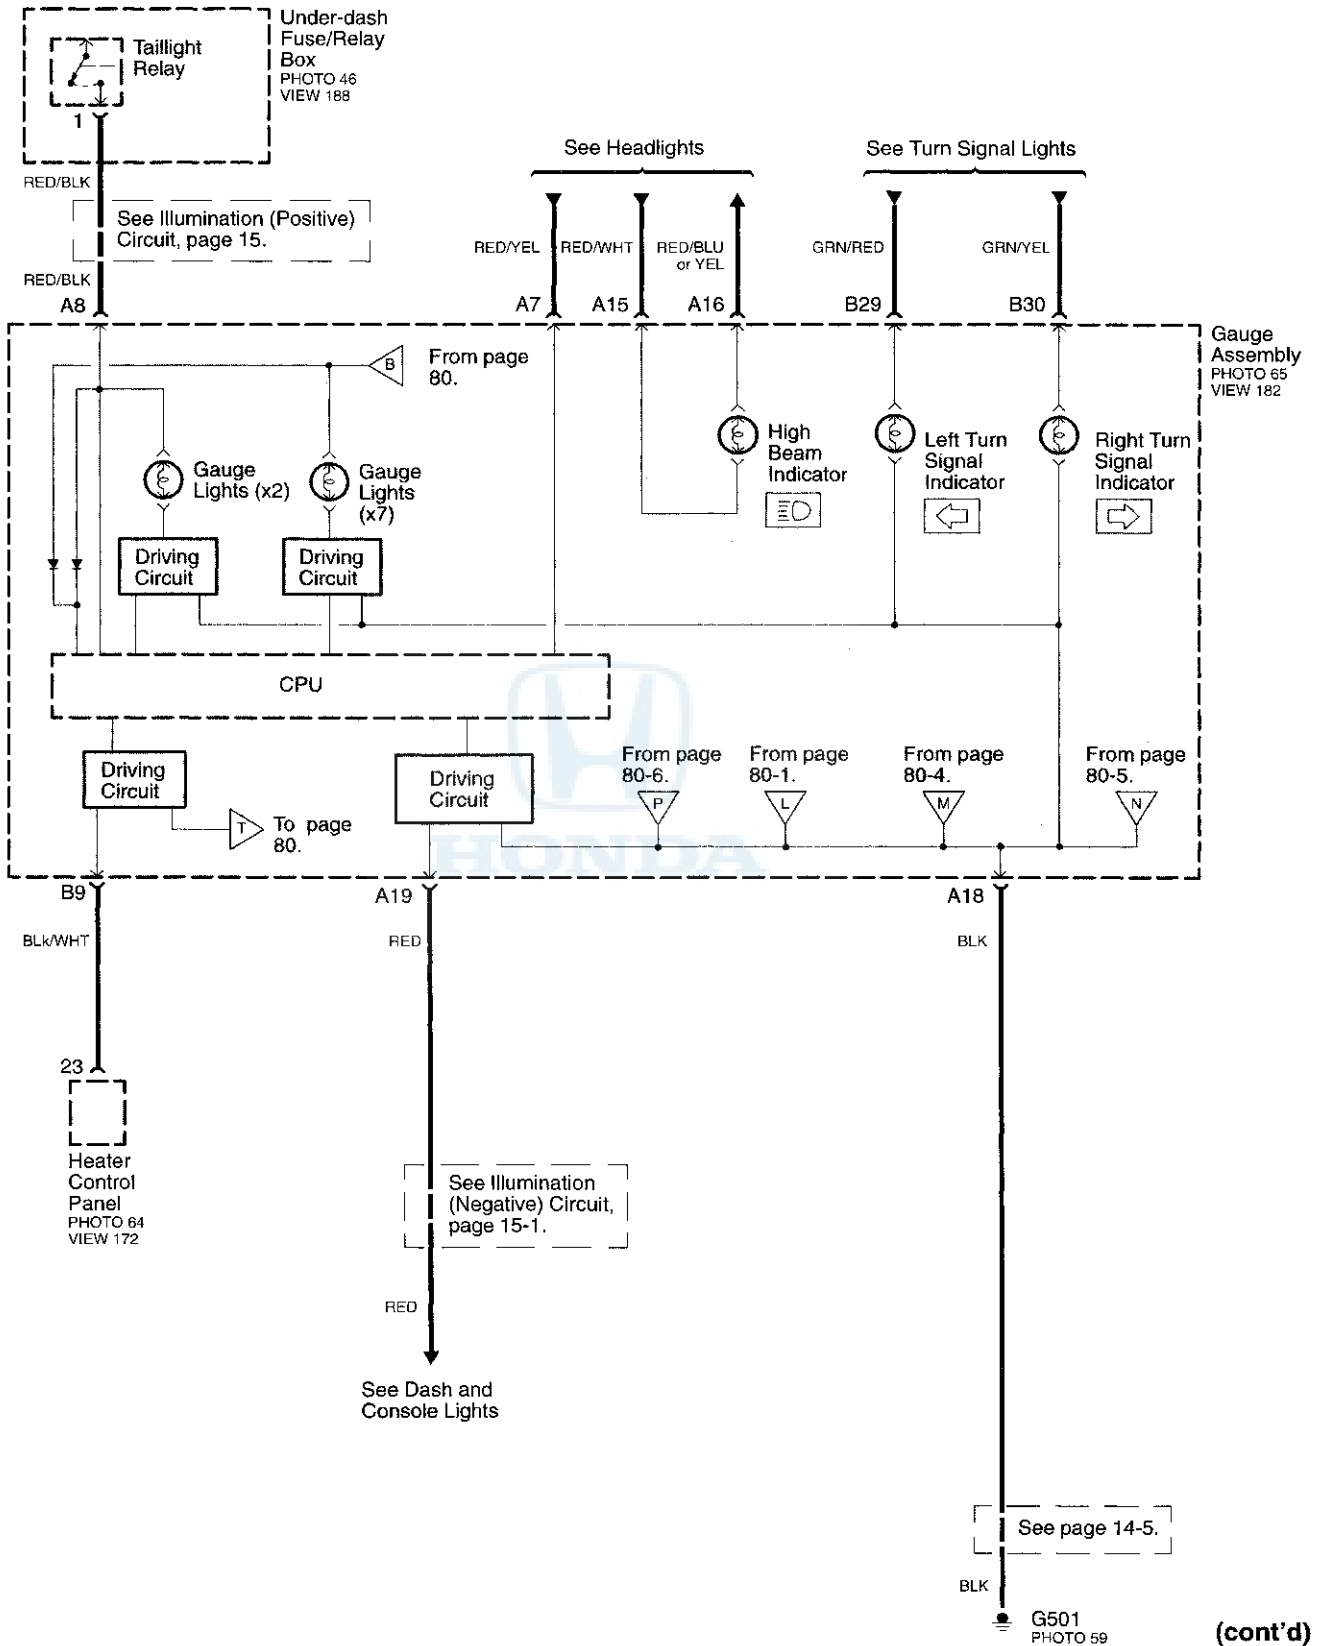 Under-dash
Fuse/Relay
Box
PHOTO 46
VIEW 188
Taillight
Relay
1
RED/BLK
See Illumination (Positive)
Circuit, page 15.
RED/BLK
A8
See Headlights
See Turn Signal Lights
RED/YEL
RED/WHT
RED/BLU
or YEL
GRN/RED
GRN/YEL
A7
A15
A16
B29
B30
Gauge
Assembly
PHOTO 65
VIEW 182
B
From page
80.
Gauge
Lights (x2)
Gauge
Lights
(x7)
High
Beam
Indicator
Left Turn
Signal
Indicator
Right Turn
Signal
Indicator
Driving
Circuit
Driving
Circuit
CPU
Driving
Circuit
Driving
Circuit
T
To page
80.
From page
80-6.
P
From page
80-1.
L
From page
80-4.
M
From page
80-5.
N
HONDA
B9
A19
A18
BLk/WHT
RED
BLK
23
Heater
Control
Panel
PHOTO 64
VIEW 172
See Illumination
(Negative) Circuit,
page 15-1.
RED
See Dash and
Console Lights
See page 14-5.
BLK
G501
PHOTO 59
(cont'd)